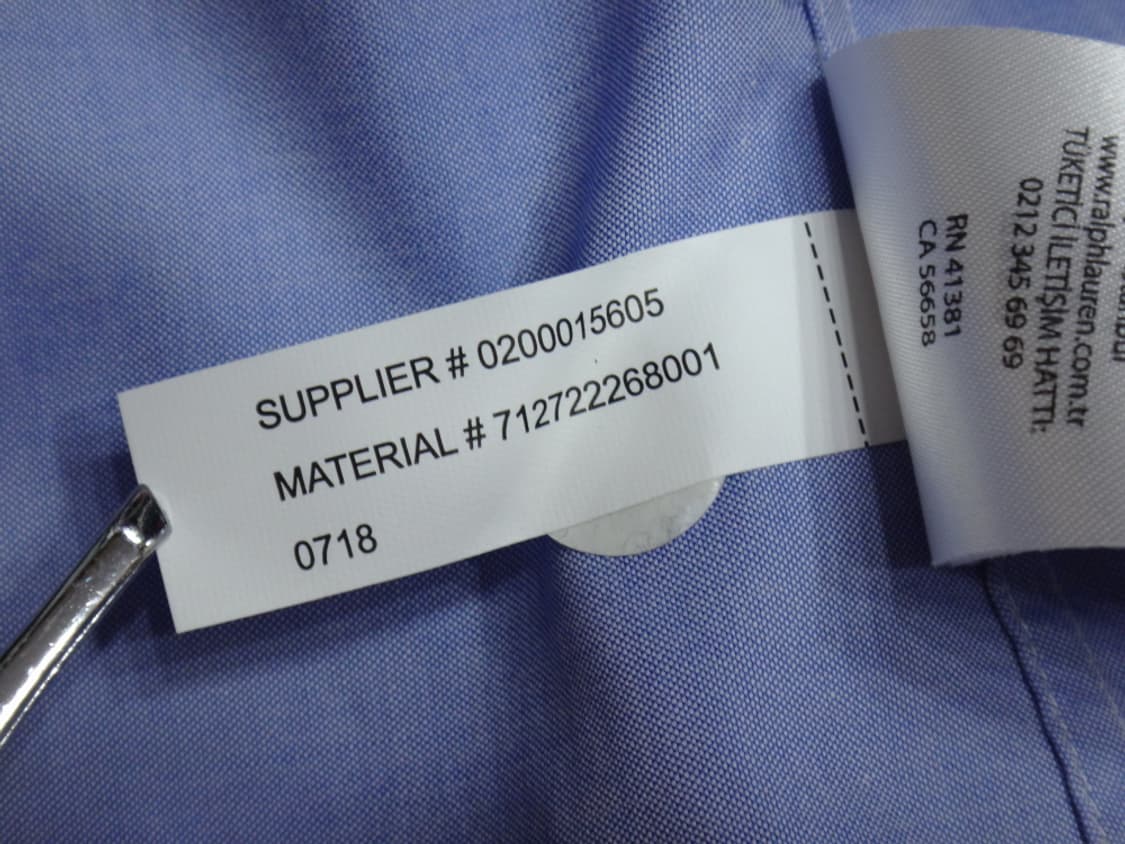 SUPPLIER # 0200015605
MATERIAL # 712722268001
0718
www.ralphlauren.com.tr
TÜKETİCİ İLETİŞİM HATTI:
0212 345 69 69
RN 41381
CA 56658